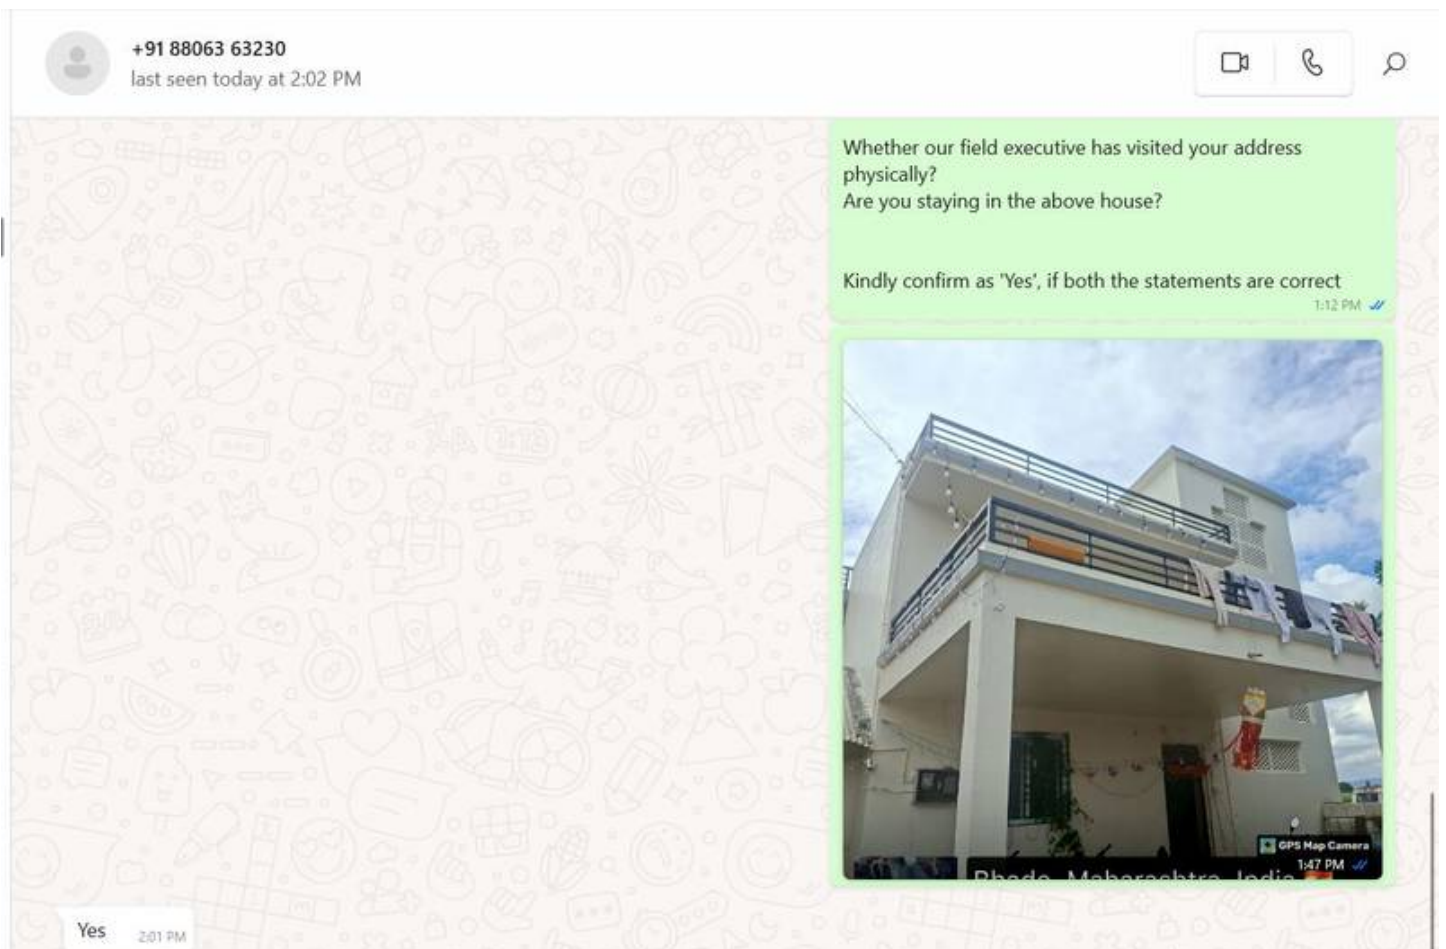 +91 88063 63230
last seen today at 2:02 PM
Whether our field executive has visited your address
physically?
Are you staying in the above house?
Kindly confirm as 'Yes', if both the statements are correct
1:12 PM
GPS Map Camera
1:47 PM
Maharashtra, India
Yes
2:01 PM